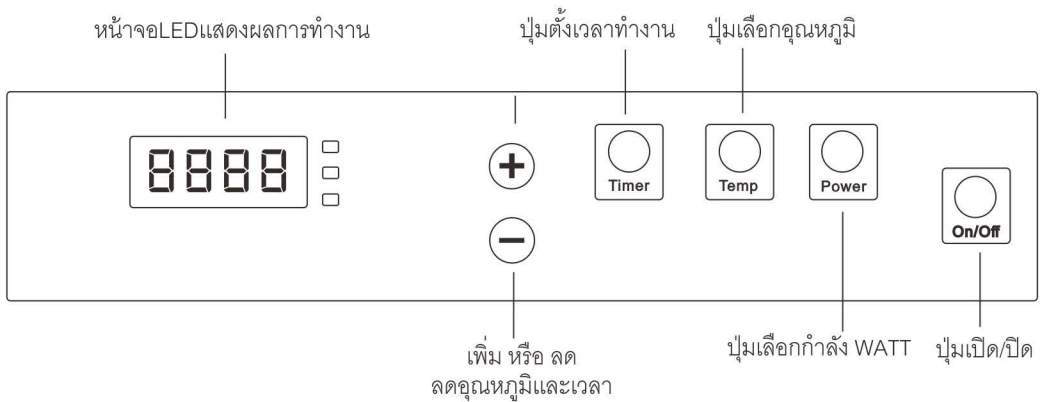 หน้าจอLEDแสดงผลการทำงาน
ปุ่มตั้งเวลาทำงาน
ปุ่มเลือกอุณหภูมิ
8888
+
Timer
Temp
Power
−
On/Off
เพิ่ม หรือ ลด
ลดอุณหภูมิและเวลา
ปุ่มเลือกกำลัง WATT
ปุ่มเปิด/ปิด